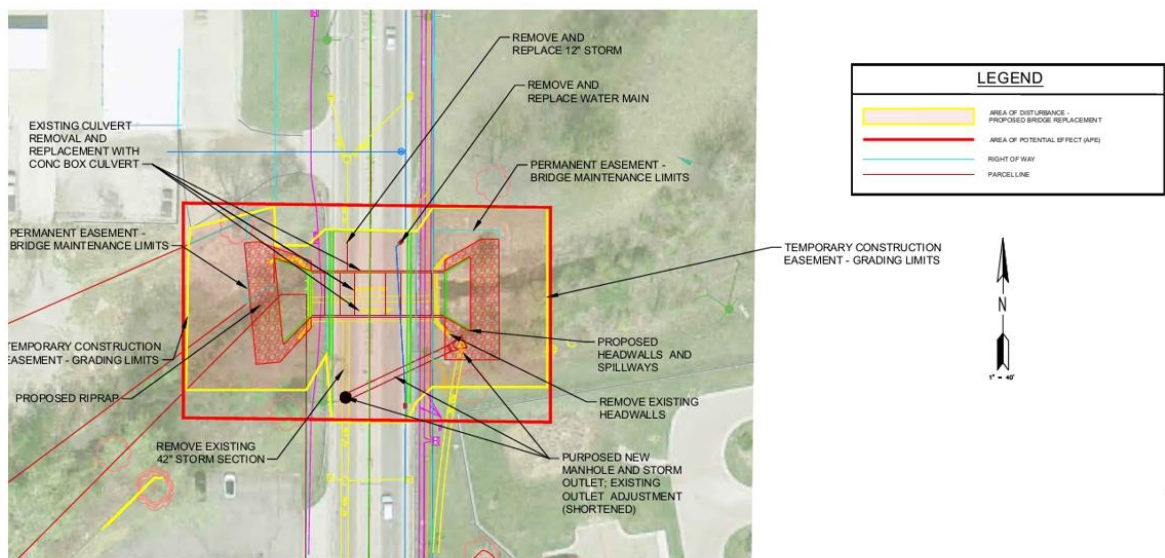 REMOVE AND
REPLACE 12" STORM
REMOVE AND
REPLACE WATER MAIN
EXISTING CULVERT
REMOVAL AND
REPLACEMENT WITH
CONC BOX CULVERT
PERMANENT EASEMENT -
BRIDGE MAINTENANCE LIMITS
PERMANENT EASEMENT -
BRIDGE MAINTENANCE LIMITS
TEMPORARY CONSTRUCTION
EASEMENT - GRADING LIMITS
TEMPORARY CONSTRUCTION
EASEMENT - GRADING LIMITS
PROPOSED
HEADWALLS AND
SPILLWAYS
PROPOSED RIPRAP
REMOVE EXISTING
HEADWALLS
REMOVE EXISTING
42" STORM SECTION
PURPOSED NEW
MANHOLE AND STORM
OUTLET; EXISTING
OUTLET ADJUSTMENT
(SHORTENED)
LEGEND
AREA OF DISTURBANCE -
PROPOSED BRIDGE REPLACEMENT
AREA OF POTENTIAL EFFECT (APE)
RIGHT OF WAY
PARCEL LINE
N
1" = 40'